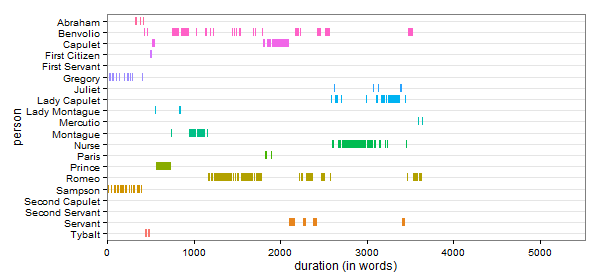 Abraham
Benvolio
Capulet
First Citizen
First Servant
Gregory
Juliet
Lady Capulet
Lady Montague
Mercutio
Montague
Nurse
Paris
Prince
Romeo
Sampson
Second Capulet
Second Servant
Servant
Tybalt
person
0 1000 2000 3000 4000 5000
duration (in words)